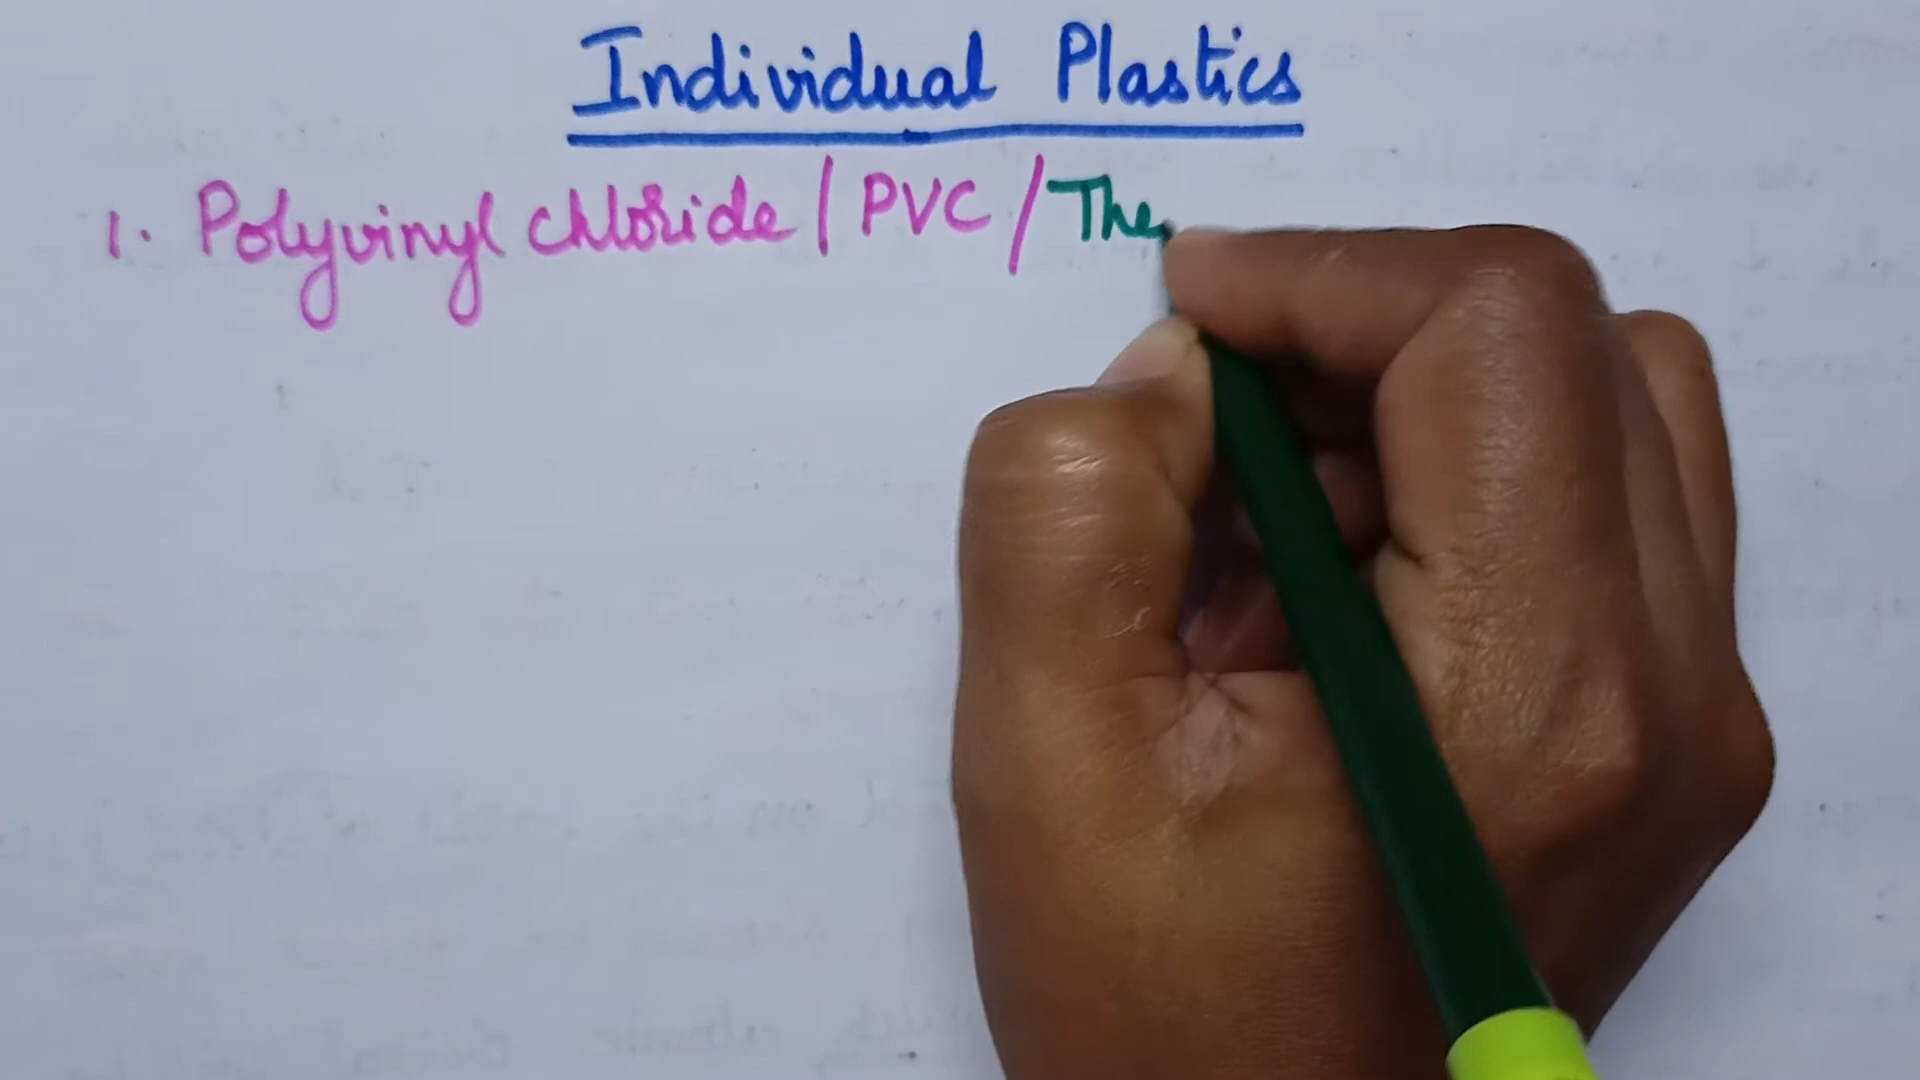 Individual Plastics
1. Polyvinyl chloride / PVC / The